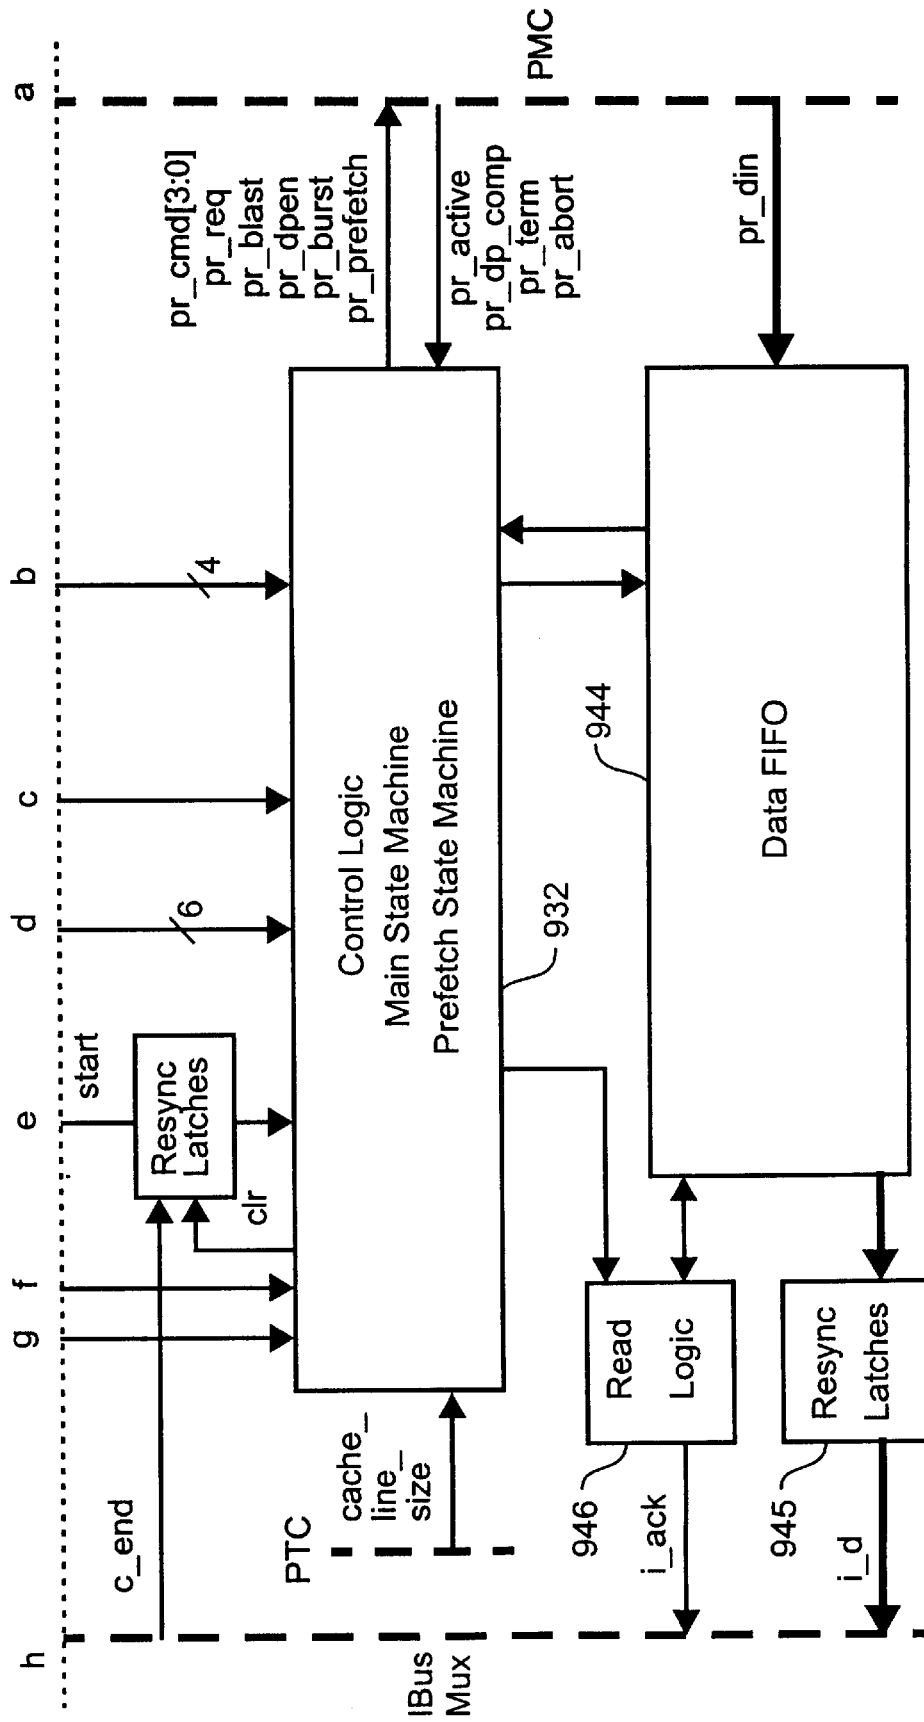 h
g
f
e
d
c
b
a
c_end
start
4
6
Resync
Latches
clr
pr_cmd[3:0]
pr_req
pr_blast
pr_dpen
pr_burst
pr_prefetch
PMC
pr_active
pr_dp_comp
pr_term
pr_abort
PTC
cache_
line_
size
Control Logic
Main State Machine
Prefetch State Machine
932
944
IBus
Mux
946
i_ack
Read
Logic
945
i_d
Resync
Latches
Data FIFO
pr_din